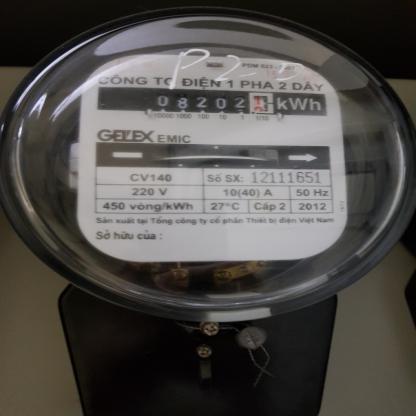 P2
CÔNG TƠ ĐIỆN 1 PHA 2 DÂY
08202 kWh
10000 1000 100 10 1 1/10
GELEX EMIC
CV140 Số SX: 12111651
220 V 10(40) A 50 Hz
450 vòng/kWh 27°C Cấp 2 2012
Sản xuất tại Tổng công ty cổ phần Thiết bị điện Việt Nam
Sở hữu của :